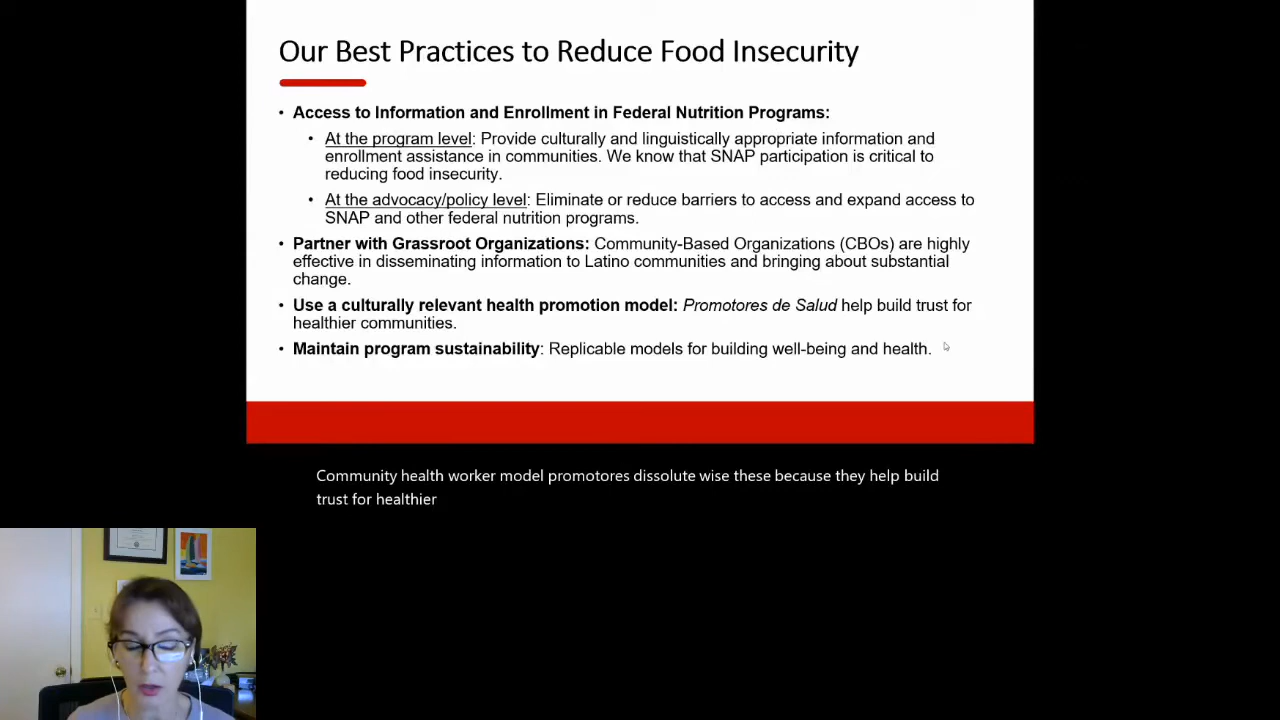 Our Best Practices to Reduce Food Insecurity
• Access to Information and Enrollment in Federal Nutrition Programs:
• At the program level: Provide culturally and linguistically appropriate information and
enrollment assistance in communities. We know that SNAP participation is critical to
reducing food insecurity.
• At the advocacy/policy level: Eliminate or reduce barriers to access and expand access to
SNAP and other federal nutrition programs.
• Partner with Grassroot Organizations: Community-Based Organizations (CBOs) are highly
effective in disseminating information to Latino communities and bringing about substantial
change.
• Use a culturally relevant health promotion model: Promotores de Salud help build trust for
healthier communities.
• Maintain program sustainability: Replicable models for building well-being and health.
Community health worker model promotores dissolute wise these because they help build
trust for healthier